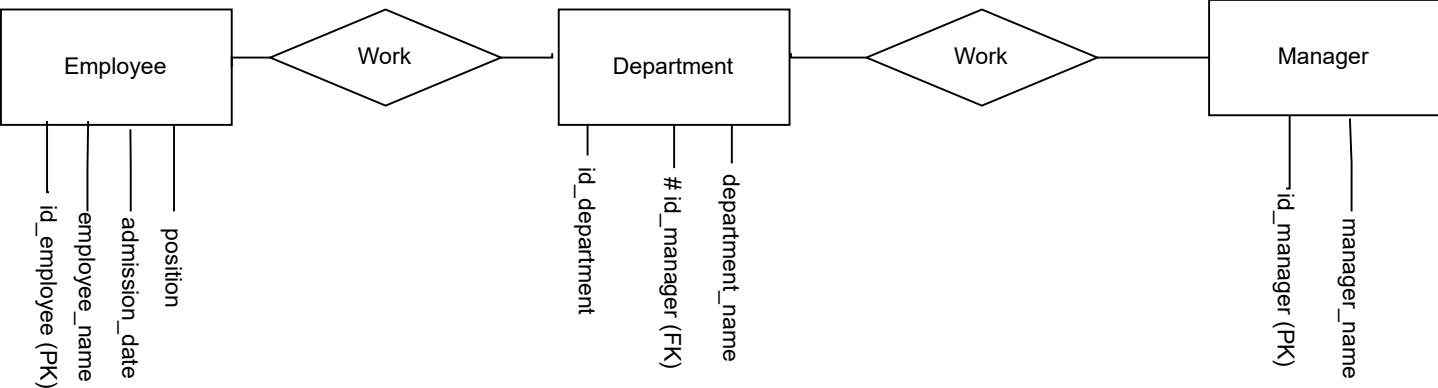 Employee
Work
Department
Work
Manager
id_employee (PK)
employee_name
admission_date
position
id_department
# id_manager (FK)
department_name
id_manager (PK)
manager_name